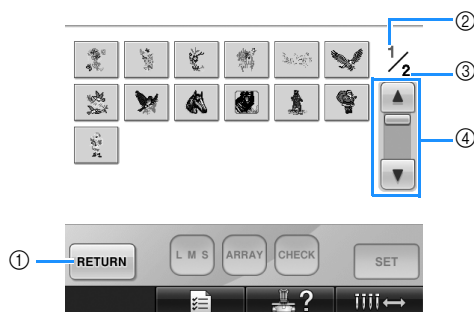 ②
1/2
③
④
①
RETURN
L M S
ARRAY
CHECK
SET
?